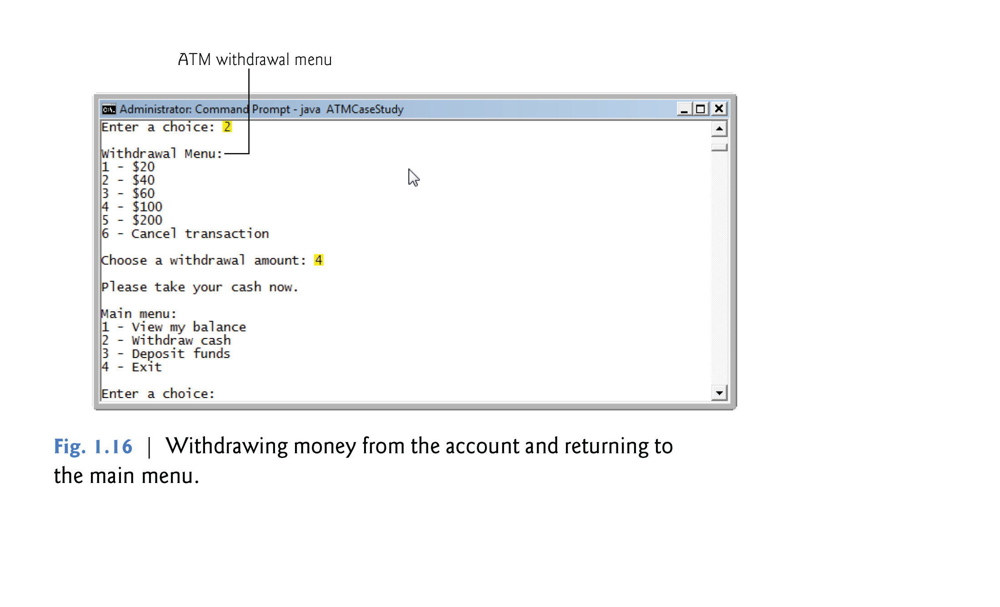 ATM withdrawal menu
Administrator: Command Prompt - java ATMCaseStudy
Enter a choice: 2
Withdrawal Menu:
1 - $20
2 - $40
3 - $60
4 - $100
5 - $200
6 - Cancel transaction
Choose a withdrawal amount: 4
Please take your cash now.
Main menu:
1 - View my balance
2 - Withdraw cash
3 - Deposit funds
4 - Exit
Enter a choice:
Fig. 1.16 | Withdrawing money from the account and returning to
the main menu.